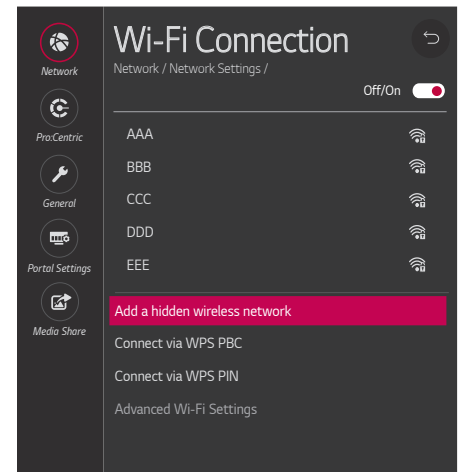 Wi-Fi Connection
Network / Network Settings /
Off/On
Network
Pro:Centric
General
Portal Settings
Media Share
AAA
BBB
CCC
DDD
EEE
Add a hidden wireless network
Connect via WPS PBC
Connect via WPS PIN
Advanced Wi-Fi Settings